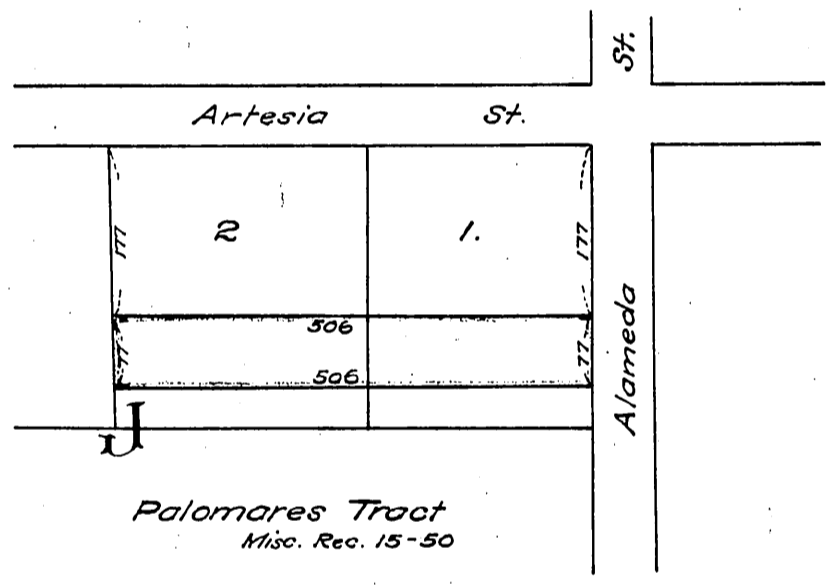 St.
Artesia St.
177 2 1. 177
Alameda
506
77 77
506
J
Palomares Tract
Misc. Rec. 15-50